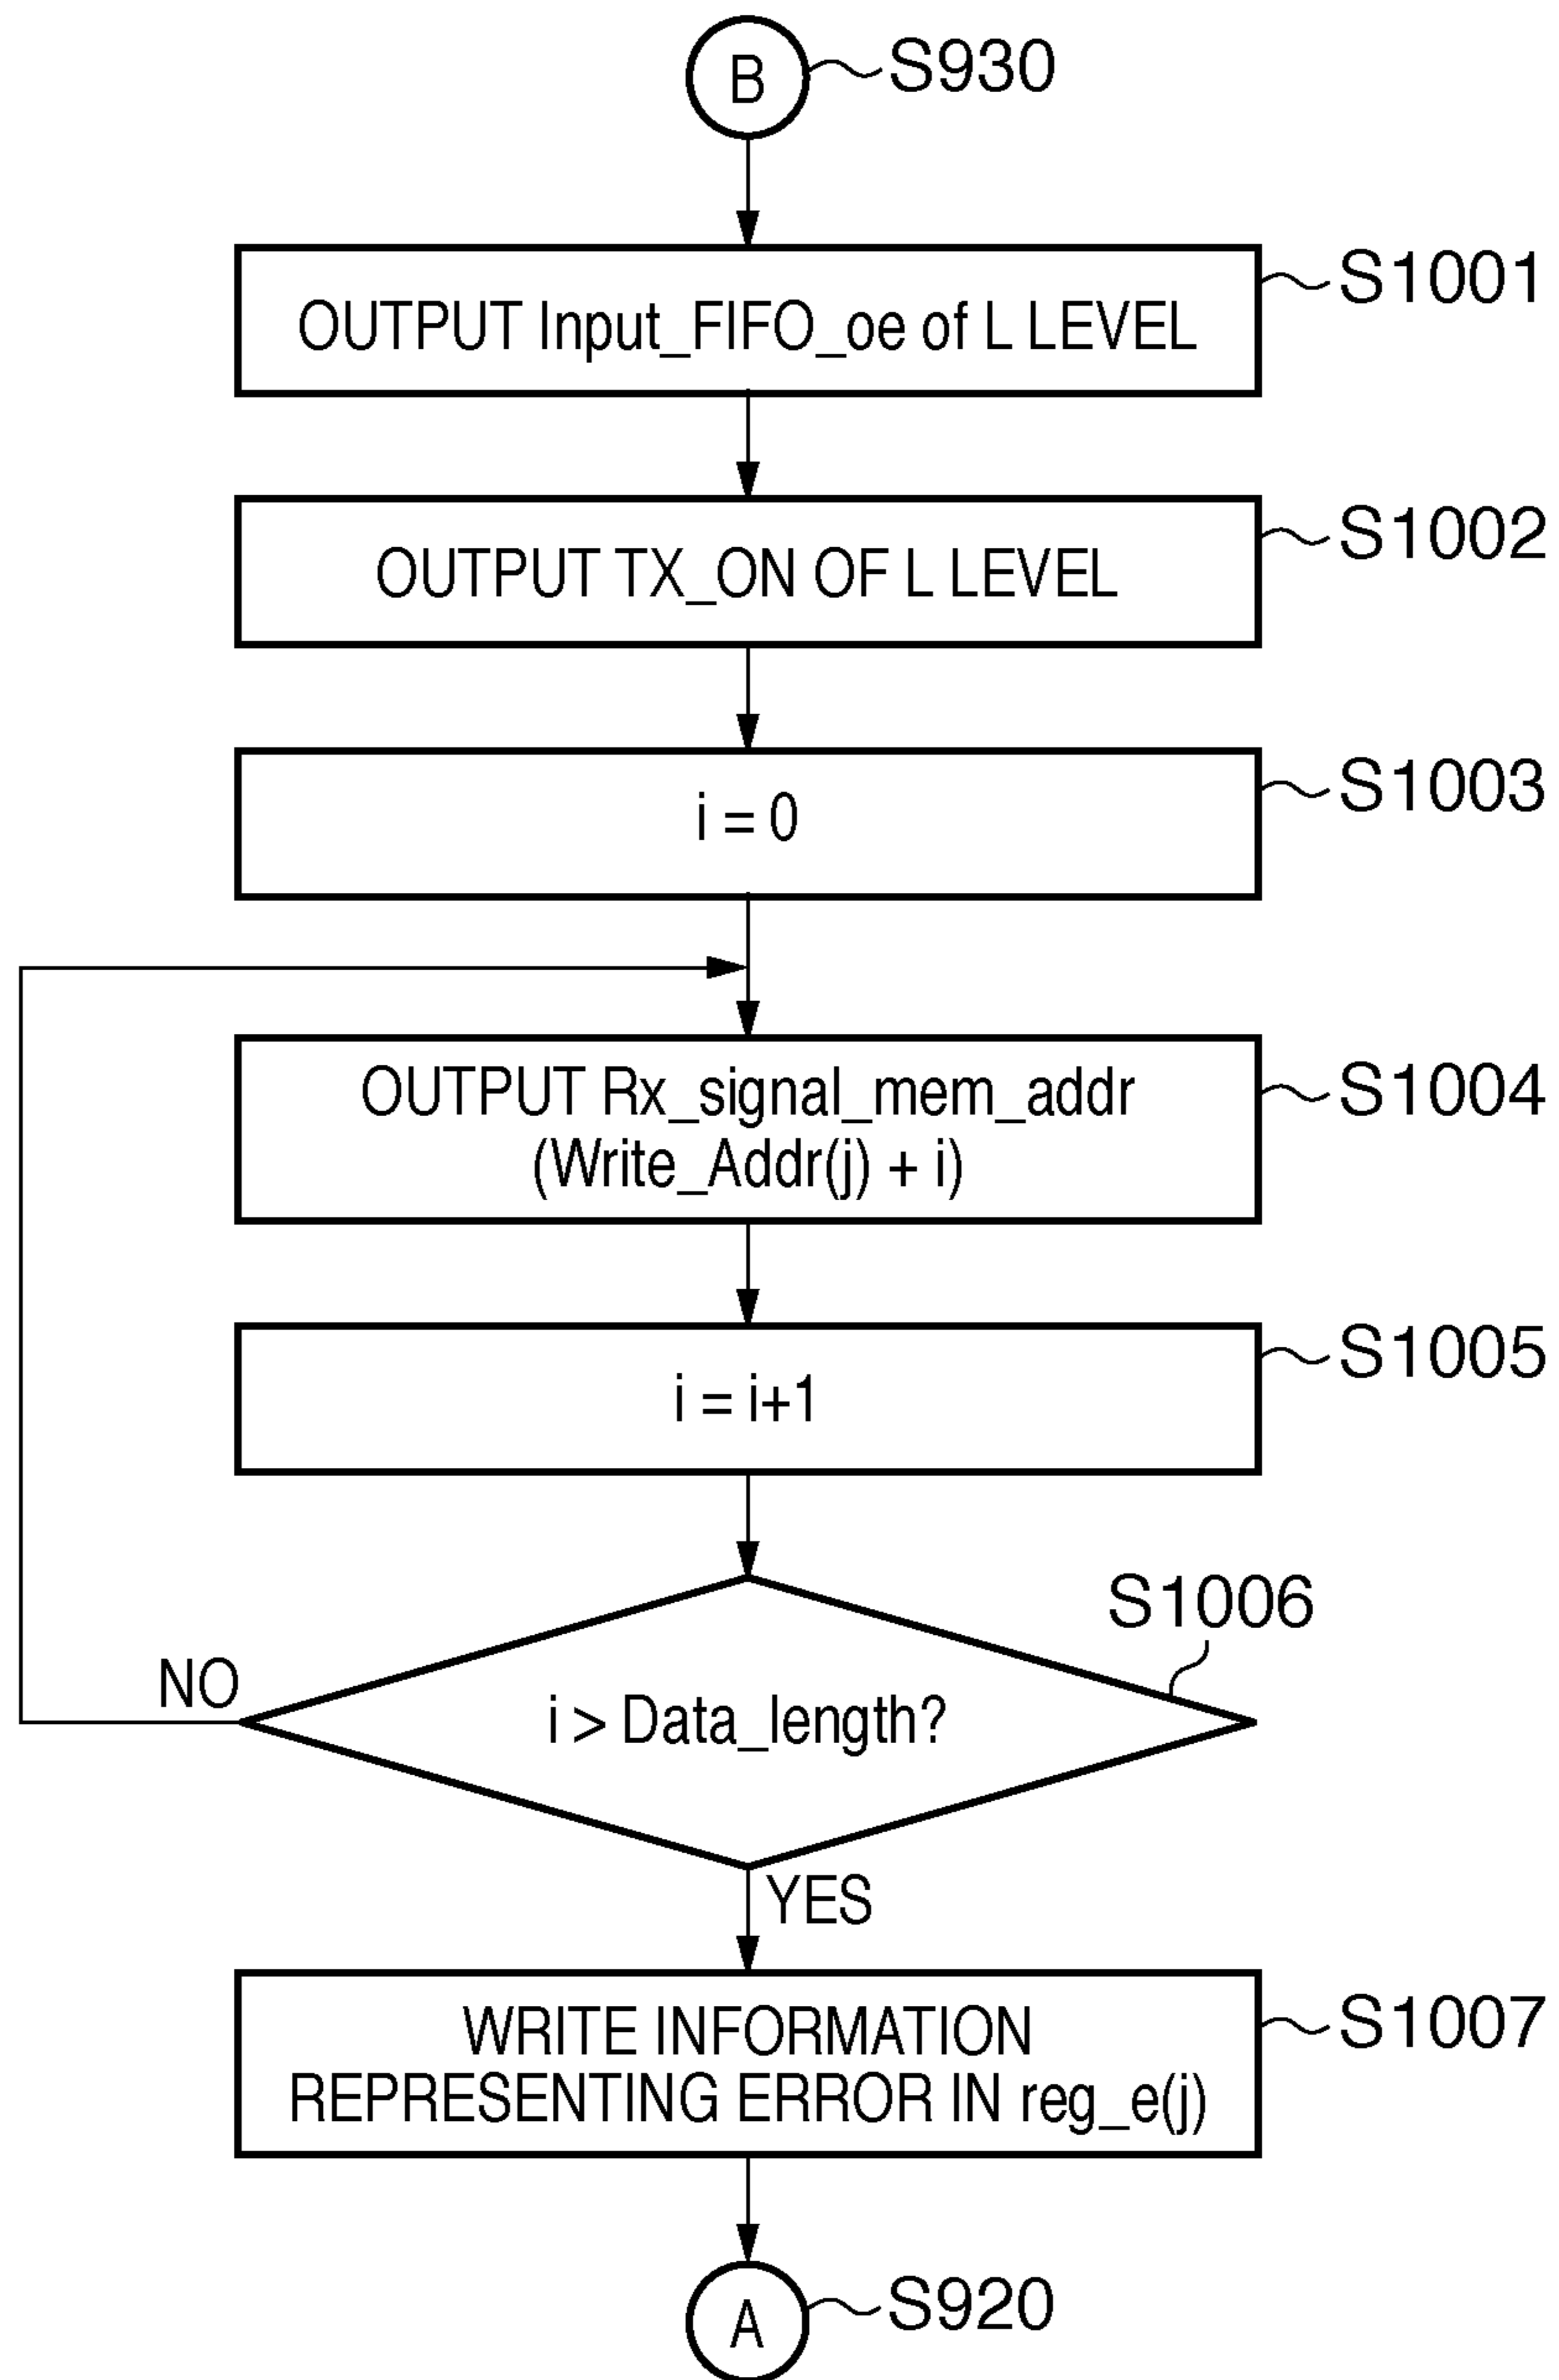 B
S930
OUTPUT Input_FIFO_oe of L LEVEL
S1001
OUTPUT TX_ON OF L LEVEL
S1002
i = 0
S1003
OUTPUT Rx_signal_mem_addr
(Write_Addr(j) + i)
S1004
i = i+1
S1005
S1006
NO
i > Data_length?
YES
WRITE INFORMATION
REPRESENTING ERROR IN reg_e(j)
S1007
A
S920